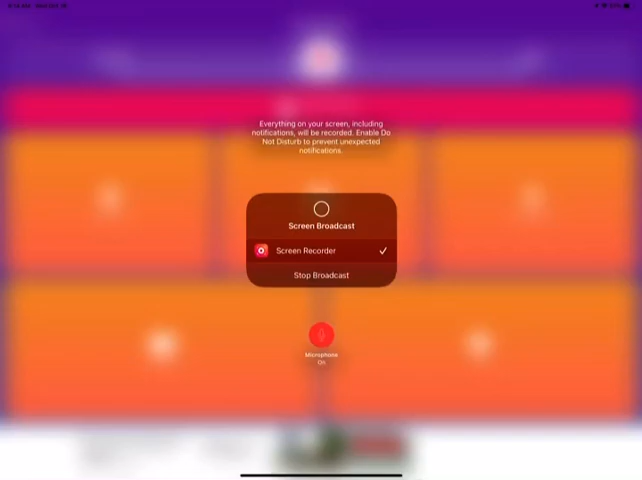 Everything on your screen, including
notifications, will be recorded. Enable Do
Not Disturb to prevent unexpected
notifications.
Screen Broadcast
Screen Recorder
Stop Broadcast
Microphone
On